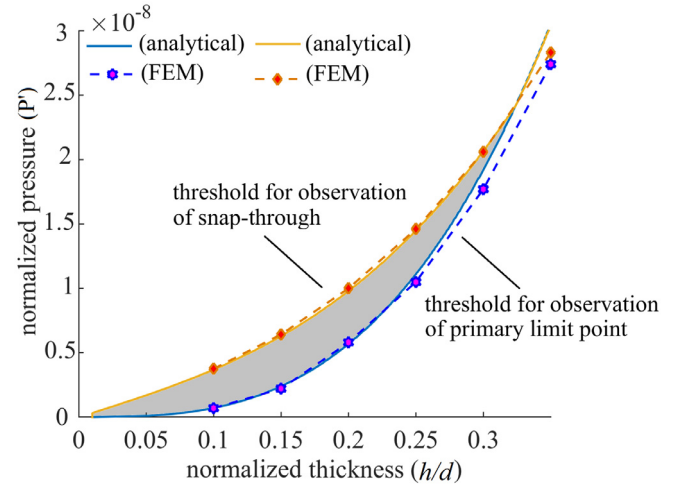 ×10⁻⁸
3
2.5
2
1.5
1
0.5
0
normalized pressure (P')
(analytical) (analytical)
(FEM) (FEM)
threshold for observation
of snap-through
threshold for observation
of primary limit point
0 0.05 0.1 0.15 0.2 0.25 0.3
normalized thickness (h/d)